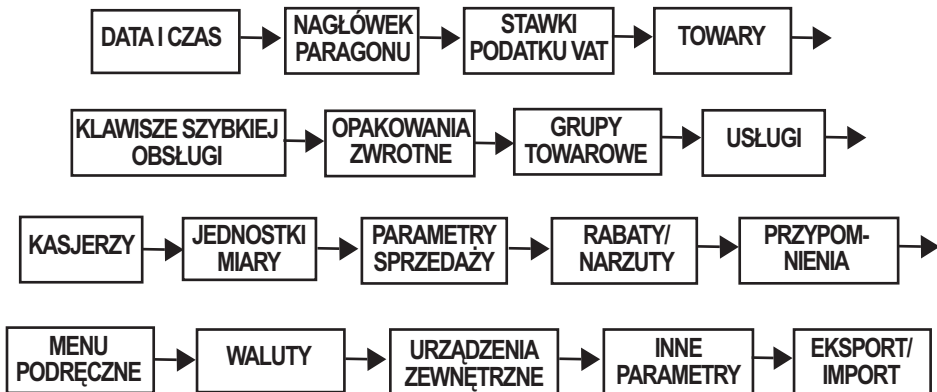 DATA I CZAS
NAGŁÓWEK
PARAGONU
STAWKI
PODATKU VAT
TOWARY
KLAWISZE SZYBKIEJ
OBSŁUGI
OPAKOWANIA
ZWROTNE
GRUPY
TOWAROWE
USŁUGI
KASJERZY
JEDNOSTKI
MIARY
PARAMETRY
SPRZEDAŻY
RABATY/
NARZUTY
PRZYPOM-
NIENIA
MENU
PODRĘCZNE
WALUTY
URZĄDZENIA
ZEWNĘTRZNE
INNE
PARAMETRY
EKSPORT/
IMPORT